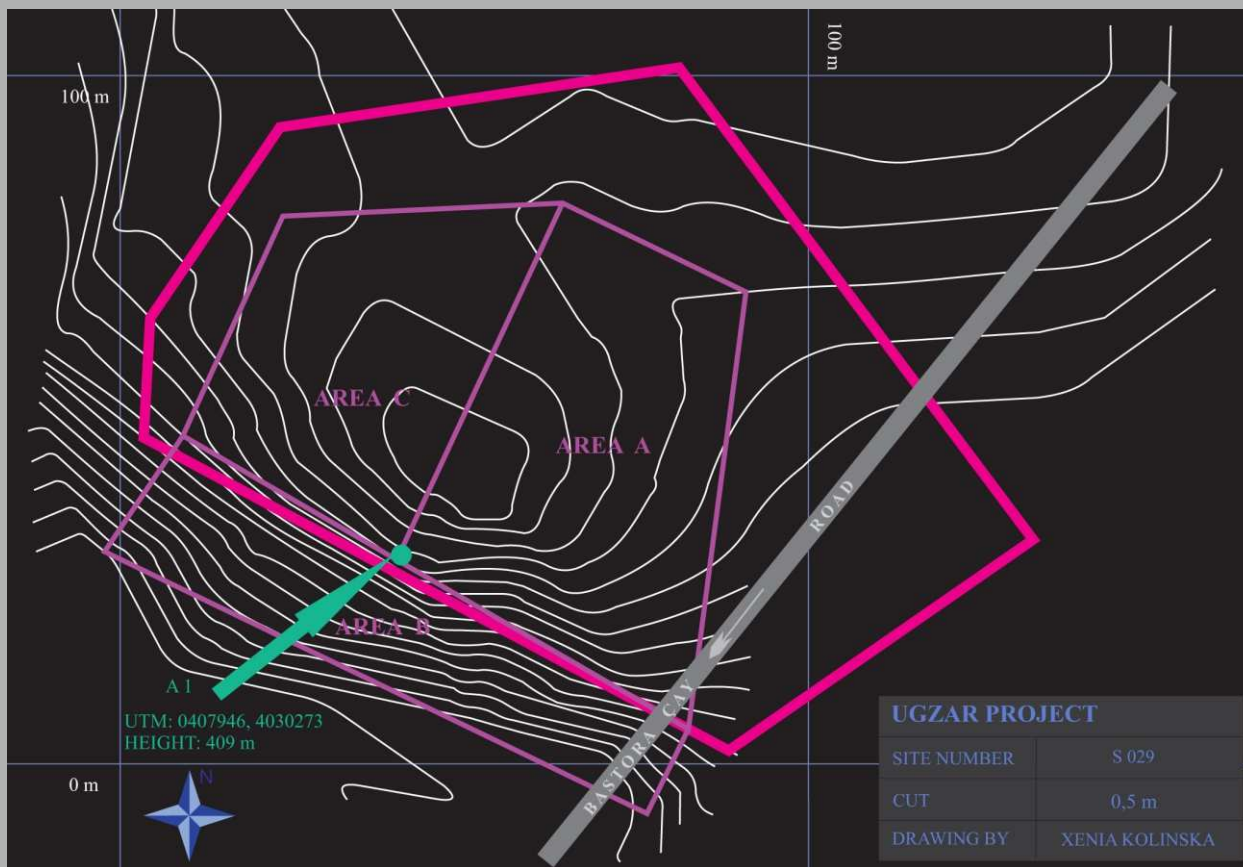 100 m
100 m
AREA C
AREA A
ROAD
AREA B
A 1
UTM: 0407946, 4030273
HEIGHT: 409 m
BASTORA CAY
0 m
N
UGZAR PROJECT
SITE NUMBER S 029
CUT 0,5 m
DRAWING BY XENIA KOLINSKA